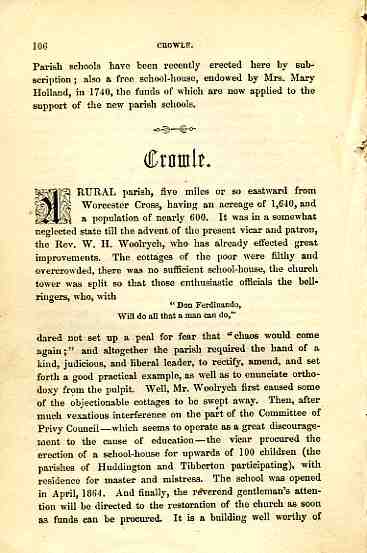 106 CROWLE.
Parish schools have been recently erected here by sub-
scription; also a free school-house, endowed by Mrs. Mary
Holland, in 1740, the funds of which are now applied to the
support of the new parish schools.
Crowle.
A RURAL parish, five miles or so eastward from
Worcester Cross, having an acreage of 1,640, and
a population of nearly 600. It was in a somewhat
neglected state till the advent of the present vicar and patron,
the Rev. W. H. Woolrych, who has already effected great
improvements. The cottages of the poor were filthy and
overcrowded, there was no sufficient school-house, the church
tower was split so that those enthusiastic officials the bell-
ringers, who, with
"Don Ferdinando,
Will do all that a man can do,"
dared not set up a peal for fear that "chaos would come
again;" and altogether the parish required the hand of a
kind, judicious, and liberal leader, to rectify, amend, and set
forth a good practical example, as well as to enunciate ortho-
doxy from the pulpit. Well, Mr. Woolrych first caused some
of the objectionable cottages to be swept away. Then, after
much vexatious interference on the part of the Committee of
Privy Council—which seems to operate as a great discourage-
ment to the cause of education—the vicar procured the
erection of a school-house for upwards of 100 children (the
parishes of Huddington and Tibberton participating), with
residence for master and mistress. The school was opened
in April, 1864. And finally, the reverend gentleman's atten-
tion will be directed to the restoration of the church as soon
as funds can be procured. It is a building well worthy of